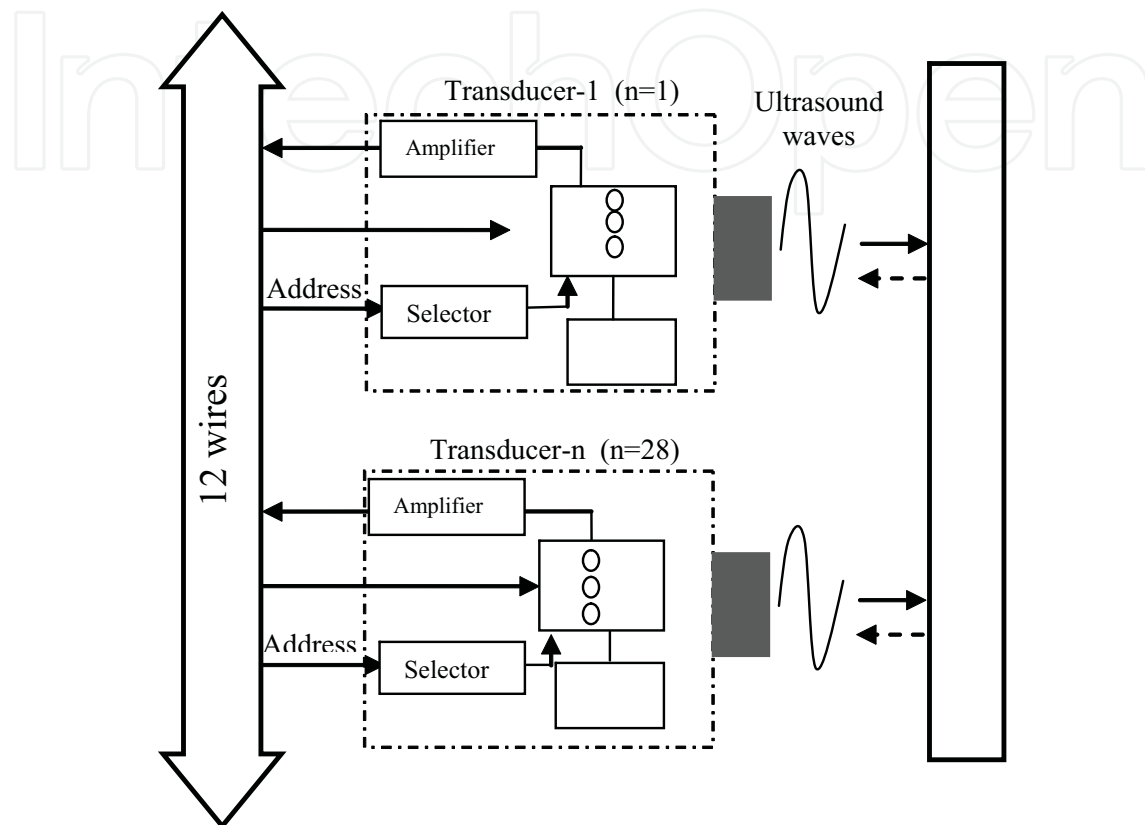 IntechOpen
Transducer-1 (n=1)
Ultrasound
waves
Amplifier
Address
Selector
12 wires
Transducer-n (n=28)
Amplifier
Address
Selector